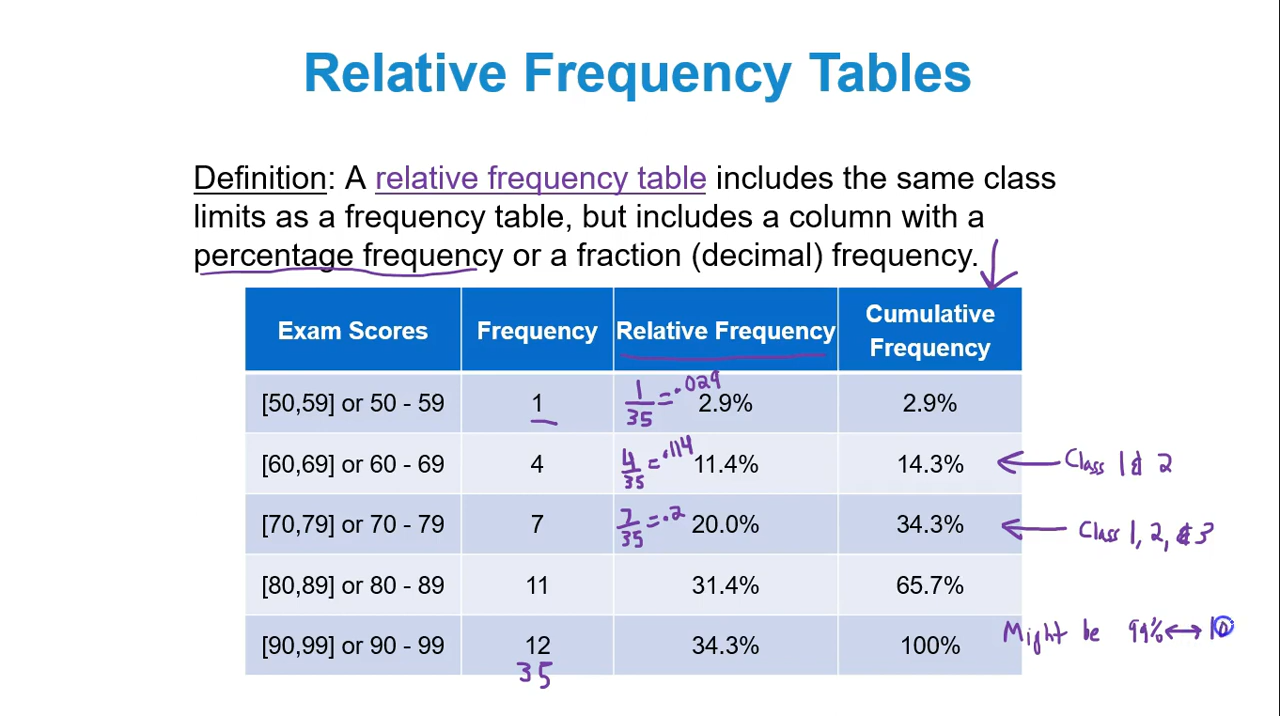 Relative Frequency Tables
Definition: A relative frequency table includes the same class
limits as a frequency table, but includes a column with a
percentage frequency or a fraction (decimal) frequency.
Exam Scores Frequency Relative Frequency Cumulative Frequency
[50,59] or 50 - 59 1 1/35 = .029 2.9% 2.9%
[60,69] or 60 - 69 4 4/35 = .114 11.4% 14.3% ← Class 1 & 2
[70,79] or 70 - 79 7 7/35 = .2 20.0% 34.3% ← Class 1, 2, & 3
[80,89] or 80 - 89 11 31.4% 65.7%
[90,99] or 90 - 99 12 34.3% 100% Might be 99% ↔ 10
35